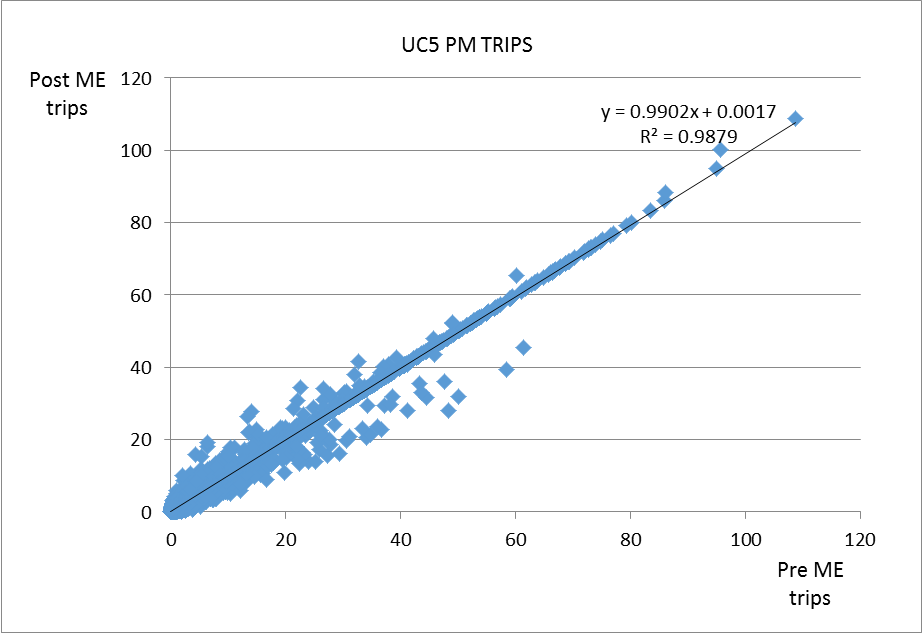 UC5 PM TRIPS
Post ME
trips
120
100
80
60
40
20
0
y = 0.9902x + 0.0017
R² = 0.9879
0 20 40 60 80 100 120
Pre ME
trips